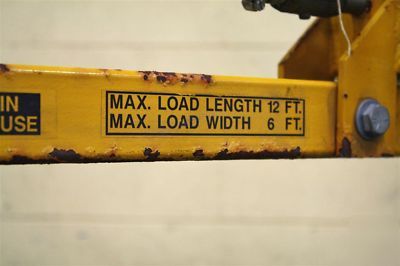 IN
USE
MAX. LOAD LENGTH 12 FT.
MAX. LOAD WIDTH 6 FT.